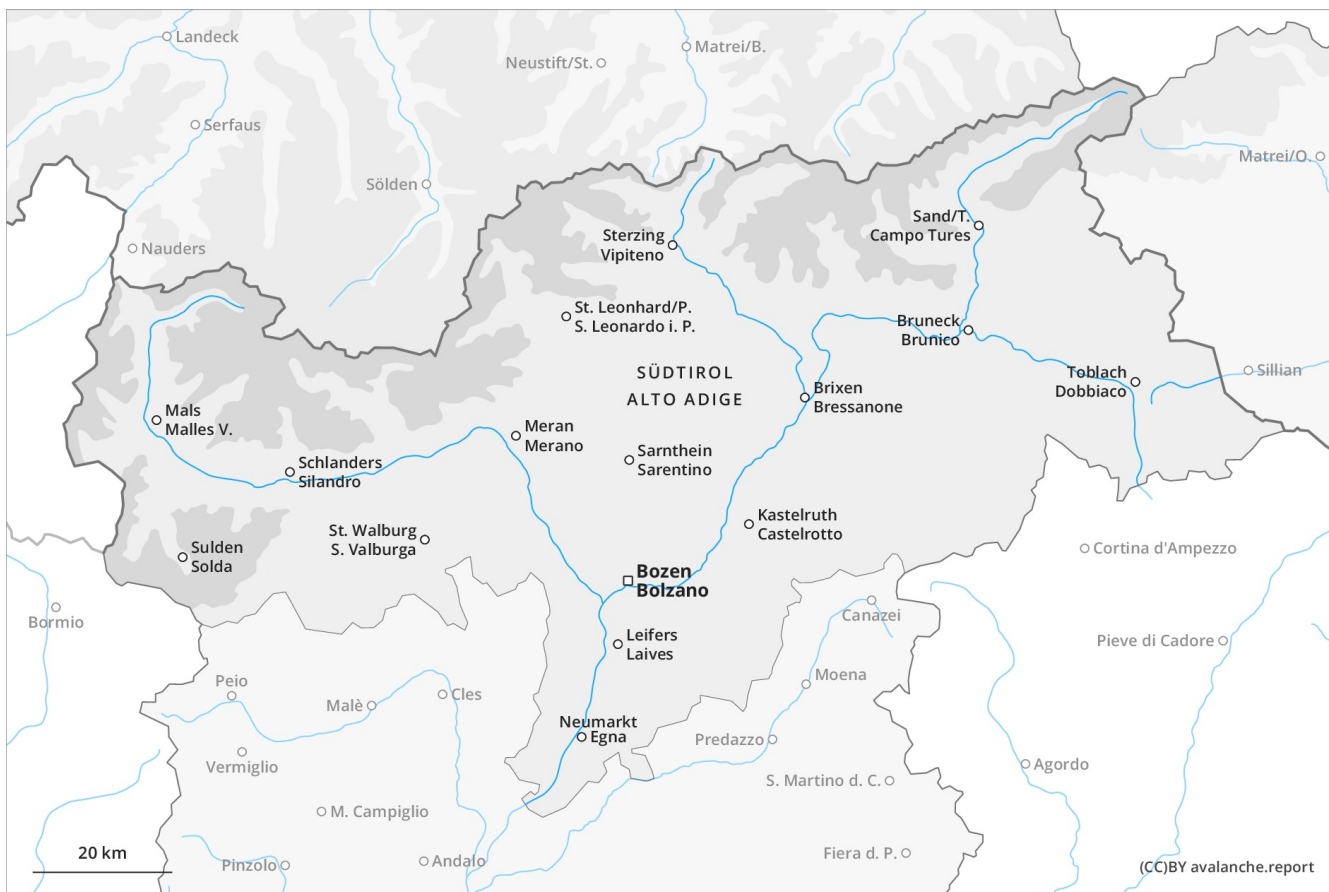 Landeck
Matrei/B.
Neustift/St.
Serfaus
Matrei/O.
Sölden
Sand/T.
Campo Tures
Sterzing
Vipiteno
Nauders
St. Leonhard/P.
S. Leonardo i. P.
Bruneck
Brunico
SÜDTIROL
ALTO ADIGE
Toblach
Dobbiaco
Sillian
Brixen
Bressanone
Mals
Malles V.
Meran
Merano
Sarnthein
Sarentino
Schlanders
Silandro
Kastelruth
Castelrotto
St. Walburg
S. Valburga
Sulden
Solda
Cortina d'Ampezzo
Bozen
Bolzano
Bormio
Canazei
Leifers
Laives
Pieve di Cadore
Peio
Moena
Malè
Cles
Neumarkt
Egna
Predazzo
Vermiglio
Agordo
S. Martino d. C.
M. Campiglio
20 km
Pinzolo
Andalo
Fiera d. P.
(CC)BY avalanche.report